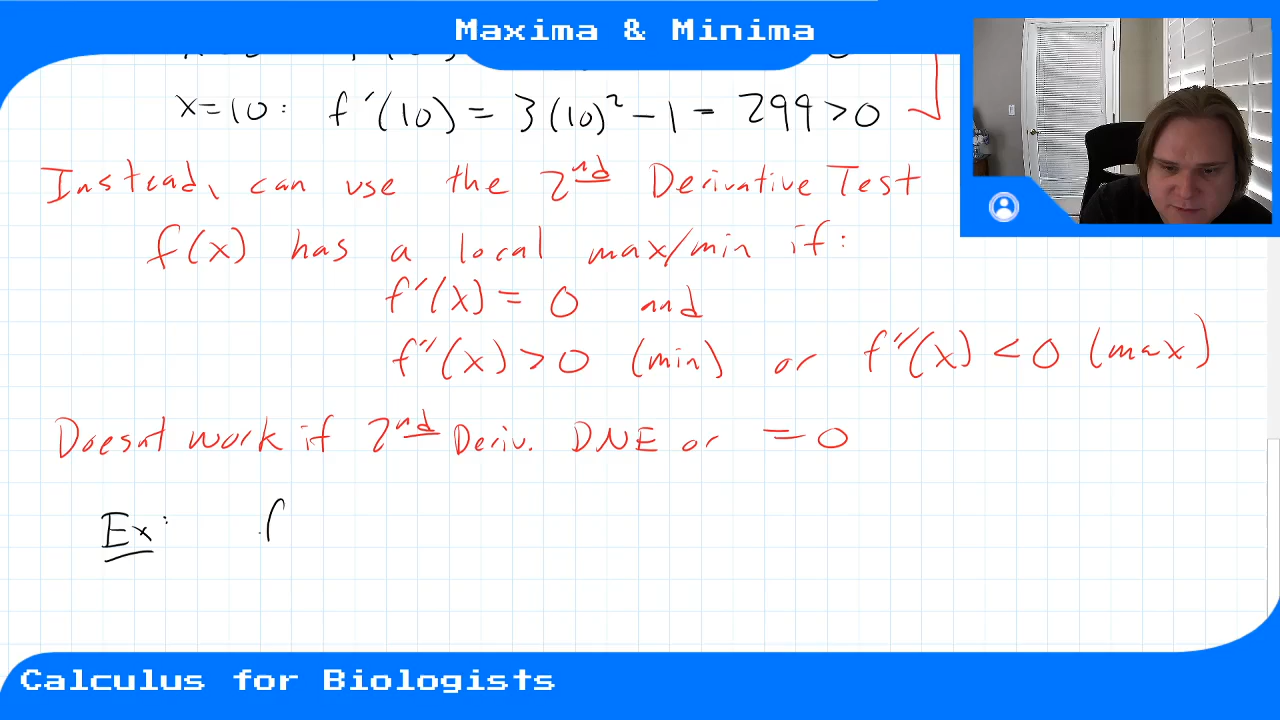 Maxima & Minima
x=10: f'(10) = 3(10)² - 1 = 299 > 0
Instead, can use the 2nd Derivative Test
f(x) has a local max/min if:
f'(x) = 0 and
f''(x) > 0 (min) or f''(x) < 0 (max)
Doesnt work if 2nd Deriv. DNE or = 0
Ex:
Calculus for Biologists